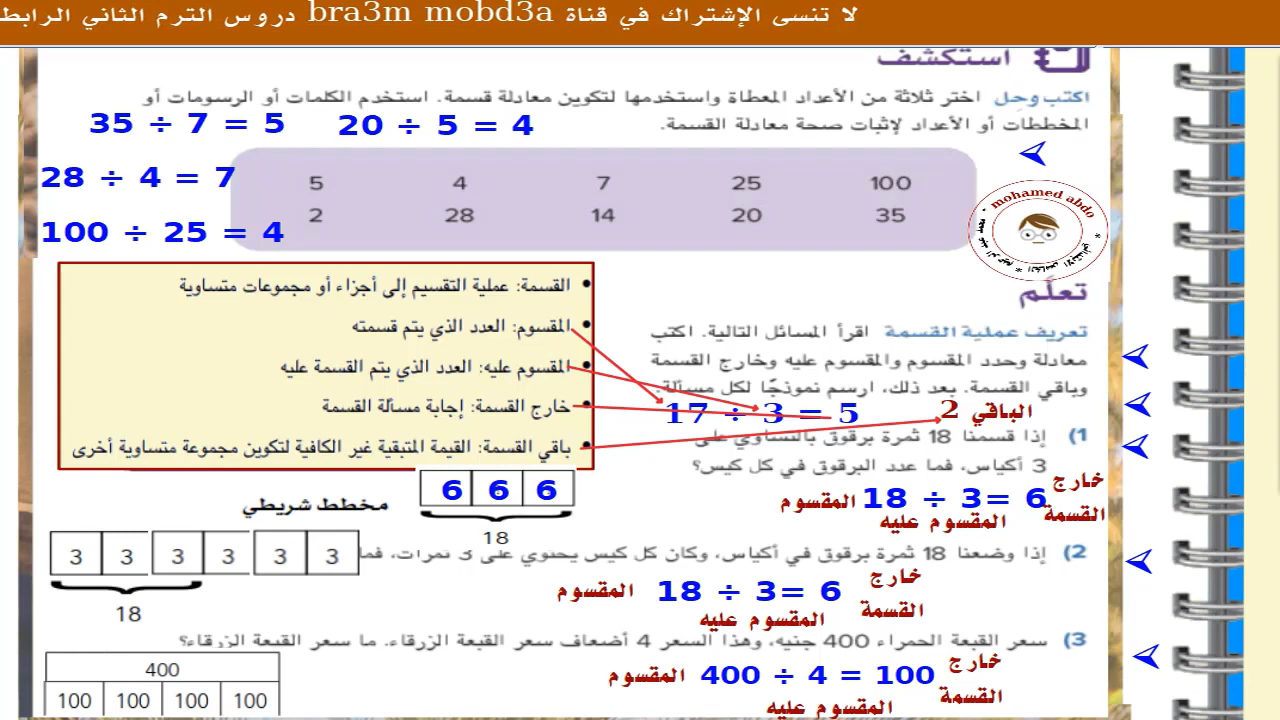 لا تنسى الإشتراك في قناة bra3m mobd3a دروس الترم الثاني الرابط
استكشف
اكتب وحل اختر ثلاثة من الأعداد المعطاة واستخدمها لتكوين معادلة قسمة. استخدم الكلمات أو الرسومات أو
المخططات أو الأعداد لإثبات صحة معادلة القسمة.
35 ÷ 7 = 5
20 ÷ 5 = 4
28 ÷ 4 = 7
100 ÷ 25 = 4
5 4 7 25 100
2 28 14 20 35
mohamed abdo
تعلّم
• القسمة: عملية التقسيم إلى أجزاء أو مجموعات متساوية
• المقسوم: العدد الذي يتم قسمته
• المقسوم عليه: العدد الذي يتم القسمة عليه
• خارج القسمة: إجابة مسألة القسمة
• باقي القسمة: القيمة المتبقية غير الكافية لتكوين مجموعة متساوية أخرى
تعريف عملية القسمة اقرأ المسائل التالية. اكتب
معادلة وحدد المقسوم والمقسوم عليه وخارج القسمة
وباقي القسمة. بعد ذلك، ارسم نموذجًا لكل مسألة.
17 ÷ 3 = 5
الباقي 2
1) إذا قسمنا 18 ثمرة برقوق بالتساوي على
3 أكياس، فما عدد البرقوق في كل كيس؟
المقسوم 18 ÷ 3= 6 خارج القسمة
المقسوم عليه
6 6 6
18
مخطط شريطي
3 3 3 3 3 3
18
2) إذا وضعنا 18 ثمرة برقوق في أكياس، وكان كل كيس يحتوي على 3 ثمرات، فما
المقسوم 18 ÷ 3= 6 خارج القسمة
المقسوم عليه
3) سعر القبعة الحمراء 400 جنيه، وهذا السعر 4 أضعاف سعر القبعة الزرقاء. ما سعر القبعة الزرقاء؟
المقسوم 400 ÷ 4 = 100 خارج القسمة
المقسوم عليه
400
100 100 100 100